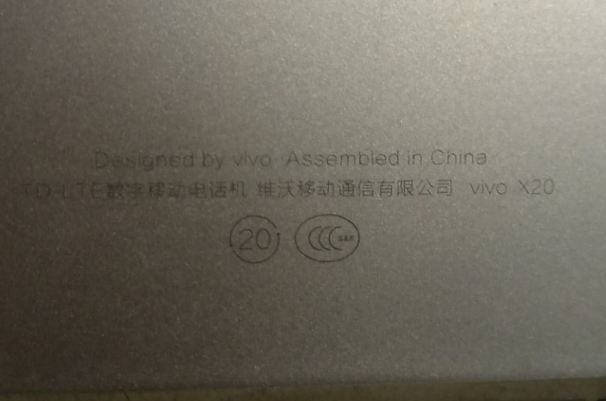 Designed by vivo Assembled in China
TD-LTE数字移动电话机 维沃移动通信有限公司 vivo X20
20 CCC S&E